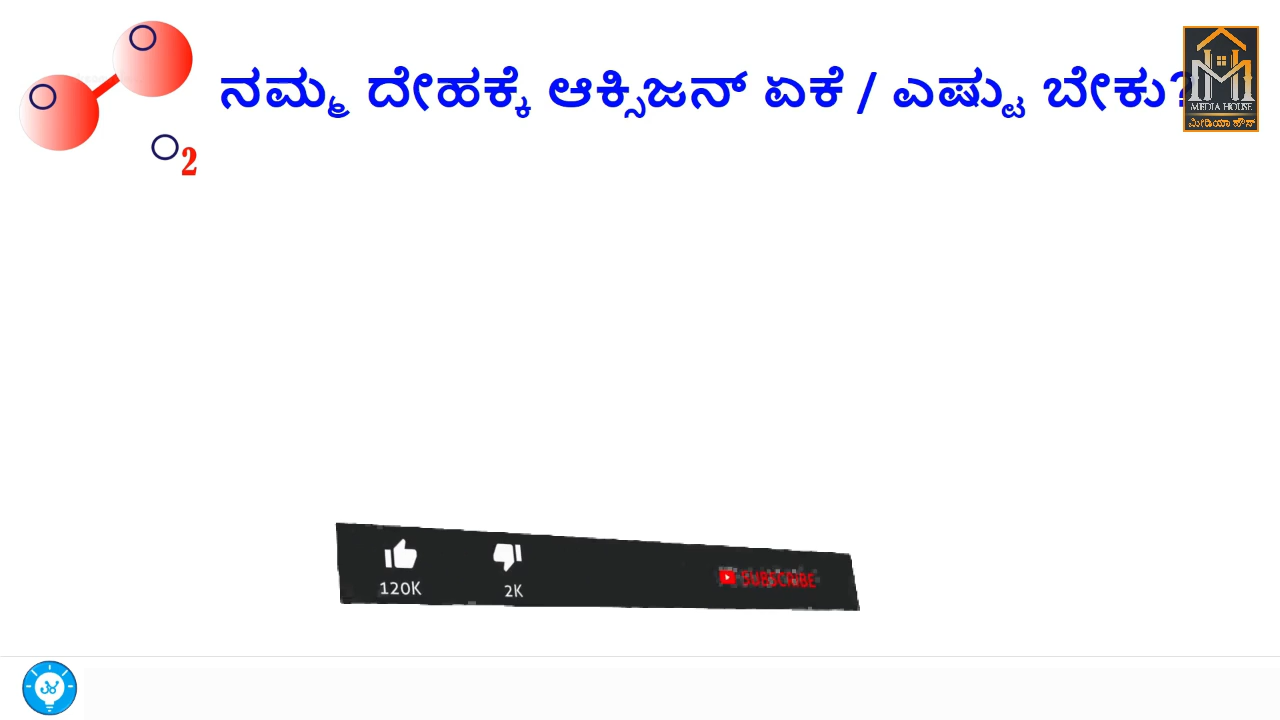 ನಮ್ಮ ದೇಹಕ್ಕೆ ಆಕ್ಸಿಜನ್ ಏಕೆ / ಎಷ್ಟು ಬೇಕು?
O2
MEDIA HOUSE
ಮೀಡಿಯಾ ಹೌಸ್
120K 2K SUBSCRIBE